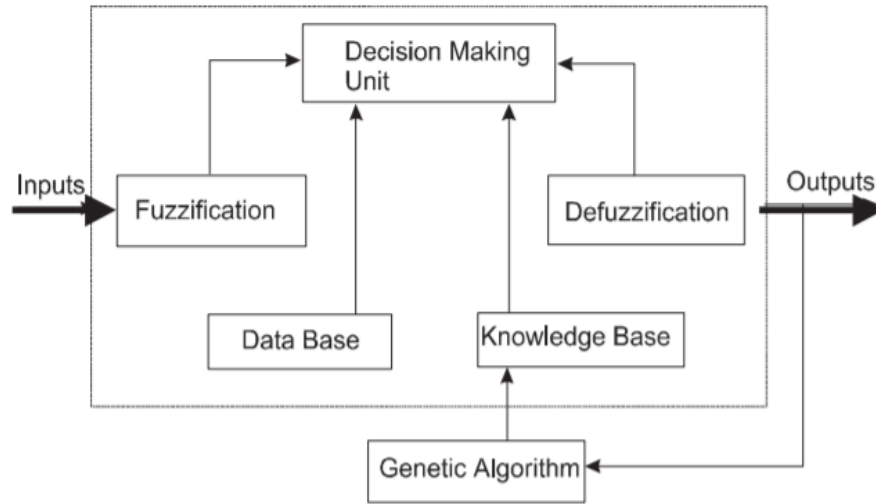 Decision Making
Unit
Inputs
Fuzzification
Defuzzification
Outputs
Data Base
Knowledge Base
Genetic Algorithm